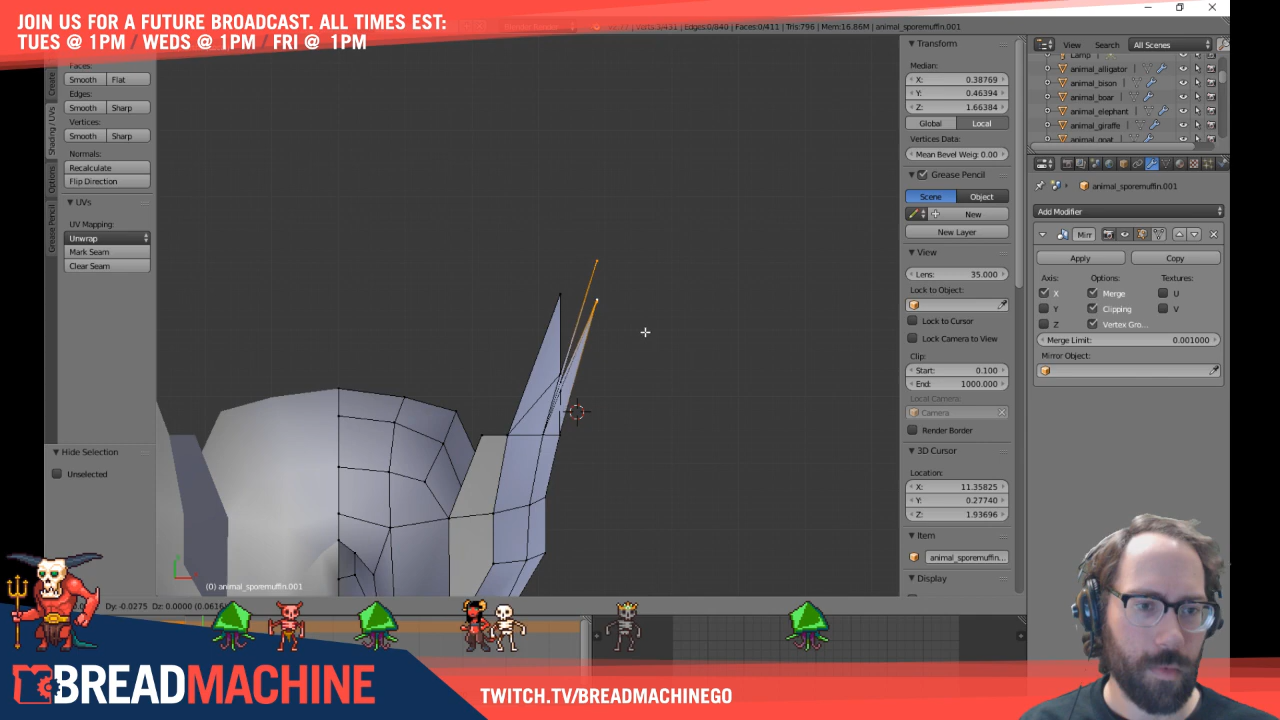 JOIN US FOR A FUTURE BROADCAST. ALL TIMES EST:
TUES @ 1PM / WEDS @ 1PM / FRI @ 1PM
Verts:3/431 | Edges:0/840 | Faces:0/411 | Tris:796 | Mem:16.86M | animal_sporemuffin.001
Faces:
Smooth Flat
Edges:
Smooth Sharp
Vertices:
Smooth Sharp
Normals:
Recalculate
Flip Direction
UVs
UV Mapping:
Unwrap
Mark Seam
Clear Seam
Create
Shading / UVs
Options
Grease Pencil
Hide Selection
Unselected
(0) animal_sporemuffin.001
Dy: -0.0275 Dz: 0.0000
Transform
Median:
X: 0.38769
Y: 0.46394
Z: 1.66384
Global Local
Vertices Data:
Mean Bevel Weig: 0.00
Grease Pencil
Scene Object
New
New Layer
View
Lens: 35.000
Lock to Object:
Lock to Cursor
Lock Camera to View
Clip:
Start: 0.100
End: 1000.000
Local Camera:
Camera
Render Border
3D Cursor
Location:
X: 11.35825
Y: 0.27740
Z: 1.93696
Item
animal_sporemuffin...
Display
View Search All Scenes
Lamp
animal_alligator
animal_bison
animal_boar
animal_elephant
animal_giraffe
animal_goat
animal_sporemuffin.001
Add Modifier
Mirr
Apply Copy
Axis: Options: Textures:
X Merge U
Y Clipping V
Z Vertex Gro...
Merge Limit: 0.001000
Mirror Object:
BREADMACHINE
TWITCH.TV/BREADMACHINEGO